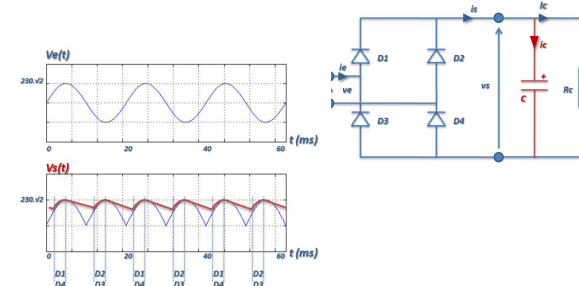 Ve(t)
230.√2
0 20 40 60
t (ms)
Vs(t)
230.√2
0 20 40 60
t (ms)
D1 D2 D1 D2 D1 D2
D4 D3 D4 D3 D4 D3
is
Ic
D1
D2
ic
ie
ve
vs
+
C
Rc
D3
D4